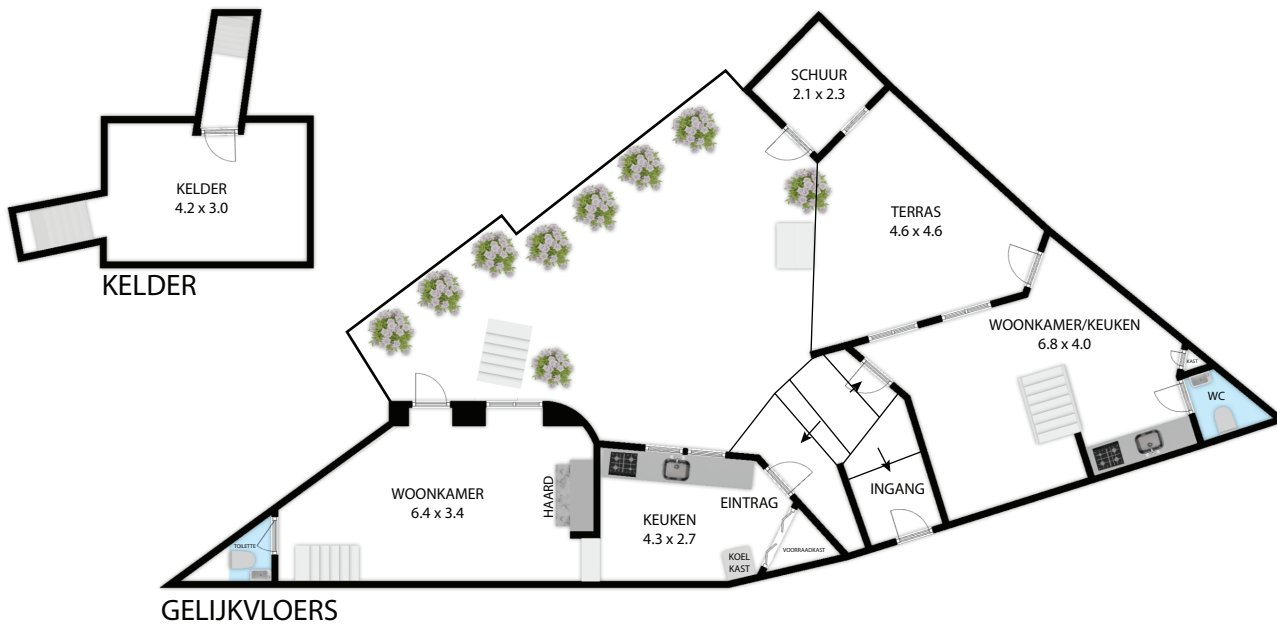 SCHUUR
2.1 x 2.3
KELDER
4.2 x 3.0
TERRAS
4.6 x 4.6
KELDER
WOONKAMER/KEUKEN
6.8 x 4.0
KAST
WC
WOONKAMER
6.4 x 3.4
HAARD
EINTRAG
INGANG
KEUKEN
4.3 x 2.7
TOILETTE
VOORRAADKAST
KOEL
KAST
GELIJKVLOERS